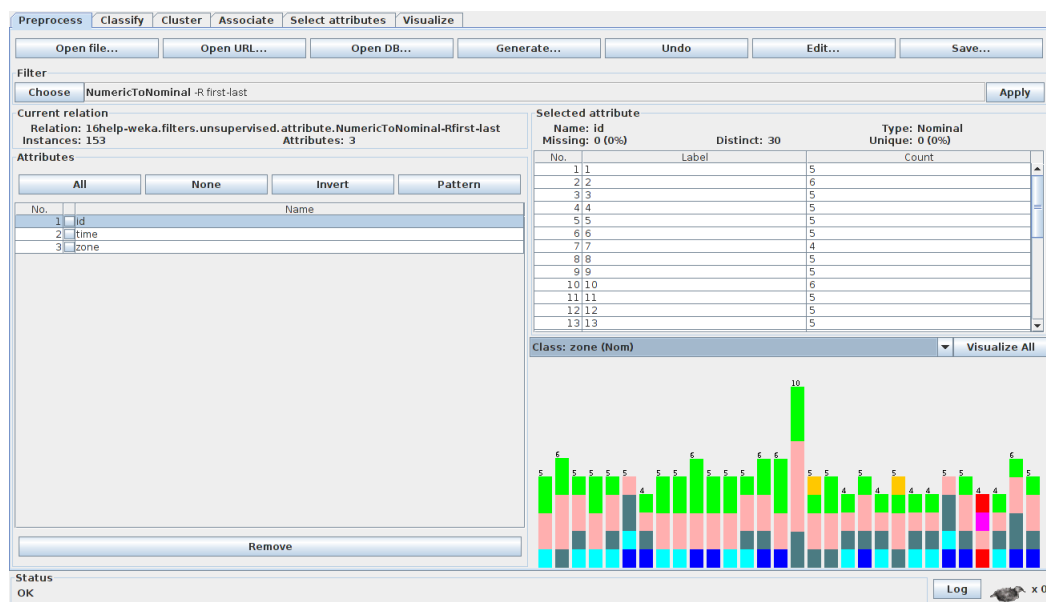 Preprocess Classify Cluster Associate Select attributes Visualize
Open file... Open URL... Open DB... Generate... Undo Edit... Save...
Filter
Choose NumericToNominal -R first-last Apply
Current relation
Relation: 16help-weka.filters.unsupervised.attribute.NumericToNominal-Rfirst-last
Instances: 153 Attributes: 3
Attributes
All None Invert Pattern
No. Name
1 id
2 time
3 zone
Remove
Selected attribute
Name: id Type: Nominal
Missing: 0 (0%) Distinct: 30 Unique: 0 (0%)
No. Label Count
1 1 5
2 2 6
3 3 5
4 4 5
5 5 5
6 6 5
7 7 4
8 8 5
9 9 5
10 10 6
11 11 5
12 12 5
13 13 5
Class: zone (Nom) Visualize All
10
5 6 5 5 5 5 4 5 5 6 5 5 5 6 6 5 5 4 5 4 5 4 4 5 5 4 4 6 5
Status
OK
Log x 0